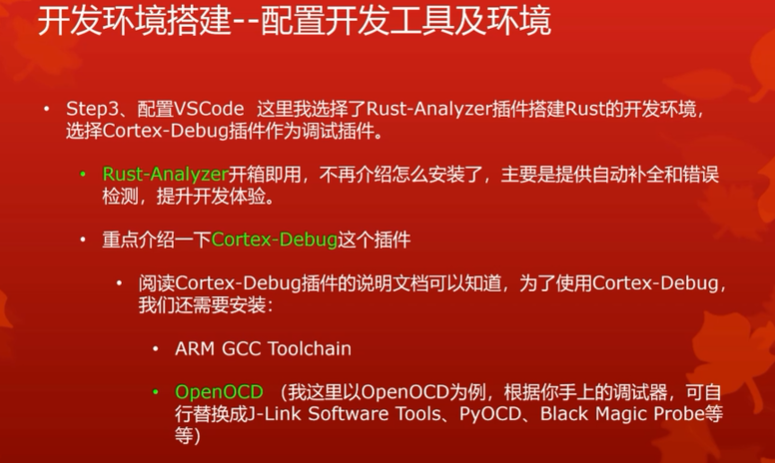 开发环境搭建--配置开发工具及环境
• Step3、配置VSCode 这里我选择了Rust-Analyzer插件搭建Rust的开发环境，
选择Cortex-Debug插件作为调试插件。
• Rust-Analyzer开箱即用，不再介绍怎么安装了，主要是提供自动补全和错误
检测，提升开发体验。
• 重点介绍一下Cortex-Debug这个插件
• 阅读Cortex-Debug插件的说明文档可以知道，为了使用Cortex-Debug，
我们还需要安装：
• ARM GCC Toolchain
• OpenOCD （我这里以OpenOCD为例，根据你手上的调试器，可自
行替换成J-Link Software Tools、PyOCD、Black Magic Probe等
等）